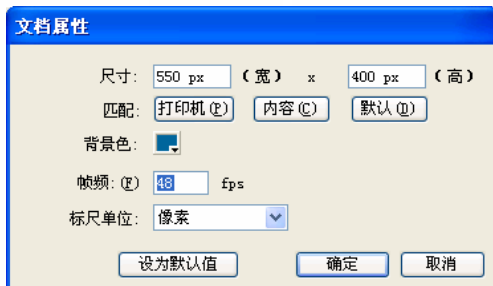 文档属性
尺寸: 550 px (宽) x 400 px (高)
匹配: 打印机(P) 内容(C) 默认(D)
背景色:
帧频: (F) 48 fps
标尺单位: 像素
设为默认值 确定 取消